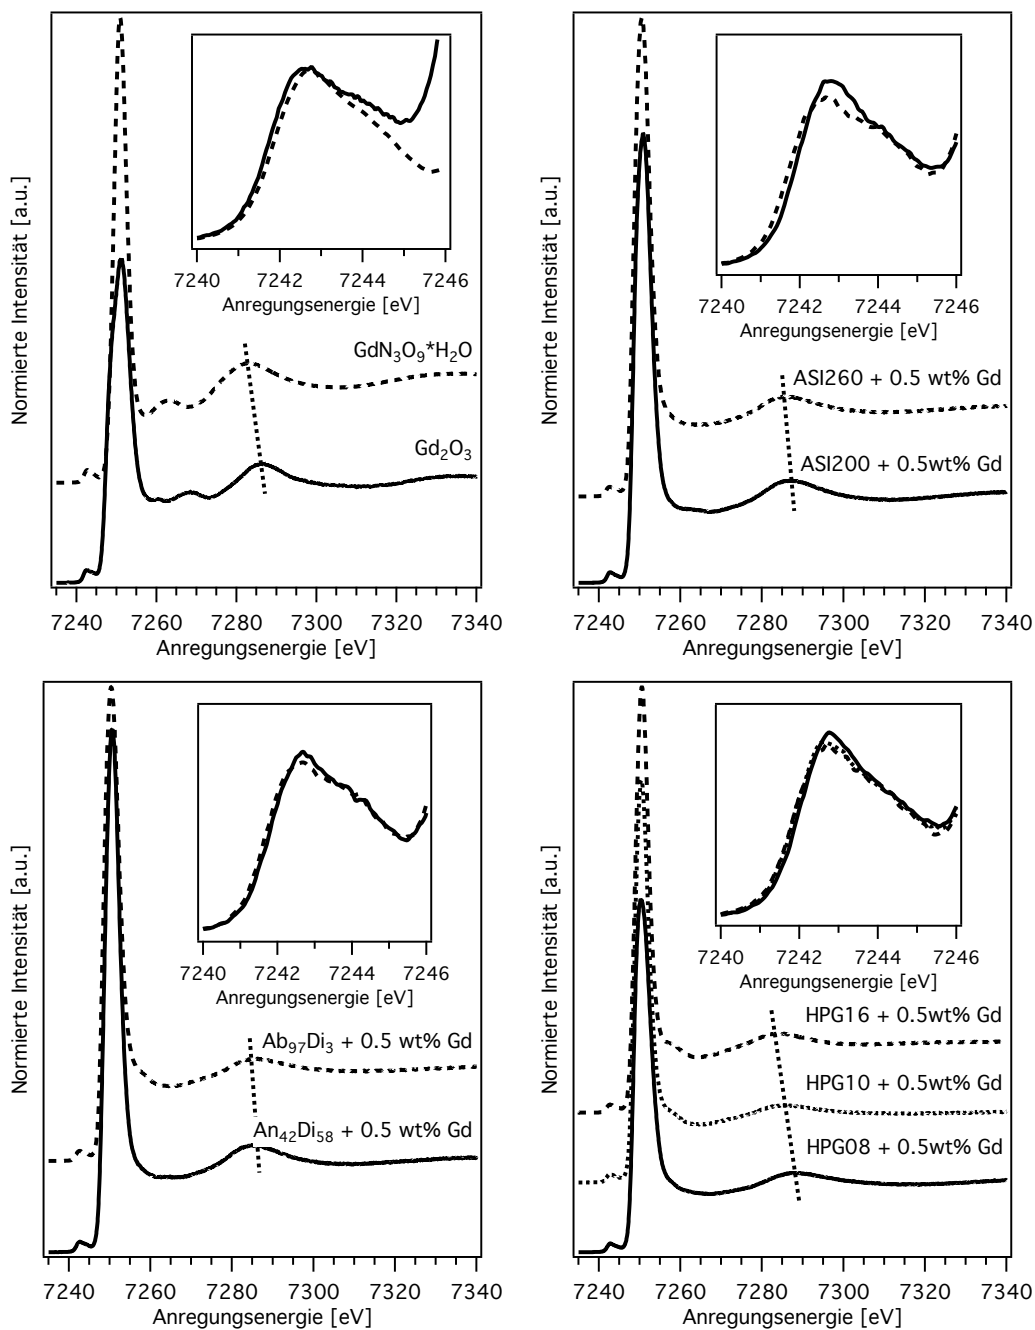 Normierte Intensität [a.u.]
7240 7242 7244 7246
Anregungsenergie [eV]
GdN₃O₉*H₂O
Gd₂O₃
7240 7260 7280 7300 7320 7340
Anregungsenergie [eV]
Normierte Intensität [a.u.]
7240 7242 7244 7246
Anregungsenergie [eV]
ASI260 + 0.5 wt% Gd
ASI200 + 0.5wt% Gd
7240 7260 7280 7300 7320 7340
Anregungsenergie [eV]
Normierte Intensität [a.u.]
7240 7242 7244 7246
Anregungsenergie [eV]
Ab₉₇Di₃ + 0.5 wt% Gd
An₄₂Di₅₈ + 0.5 wt% Gd
7240 7260 7280 7300 7320 7340
Anregungsenergie [eV]
Normierte Intensität [a.u.]
7240 7242 7244 7246
Anregungsenergie [eV]
HPG16 + 0.5wt% Gd
HPG10 + 0.5wt% Gd
HPG08 + 0.5wt% Gd
7240 7260 7280 7300 7320 7340
Anregungsenergie [eV]